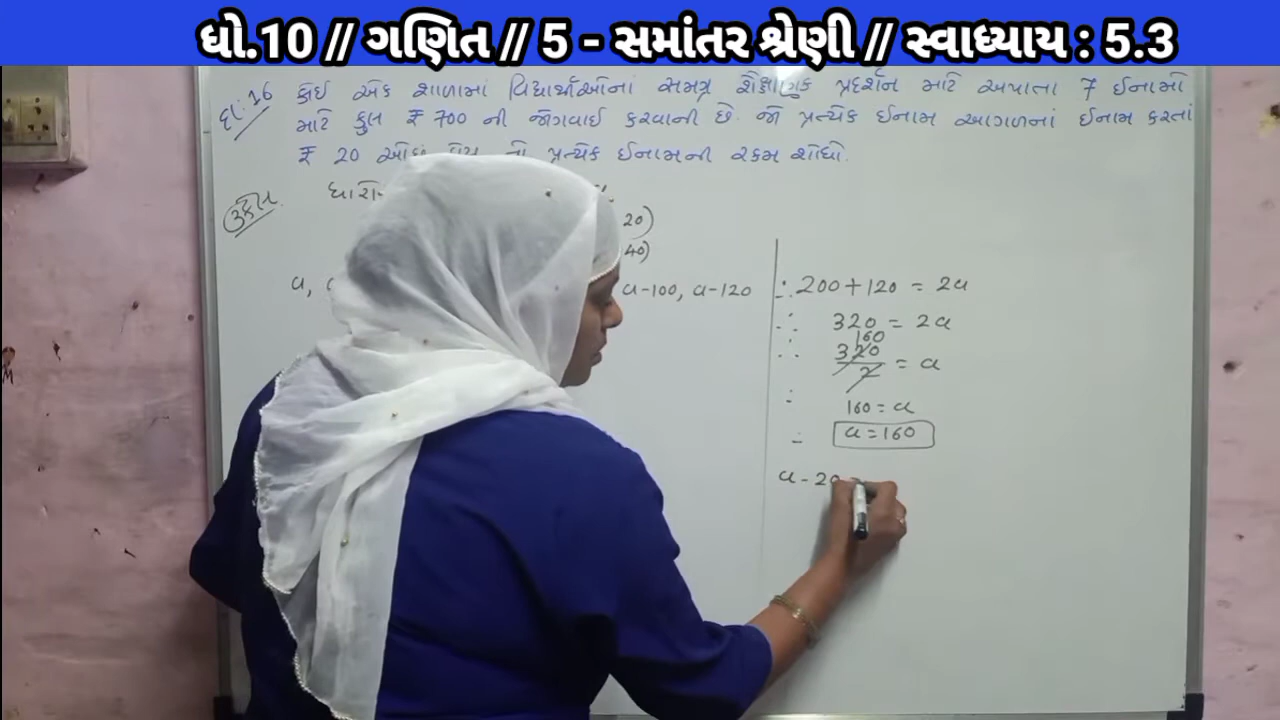 ધો.10 // ગણિત // 5 - સમાંતર શ્રેણી // સ્વાધ્યાય : 5.3
દા: 16 કોઈ એક શાળામાં વિદ્યાર્થીઓનાં સમગ્ર શૈક્ષણિક પ્રદર્શન માટે અપાતા 7 ઈનામો
માટે કુલ ₹ 700 ની જોગવાઈ કરવાની છે. જો પ્રત્યેક ઈનામ આગળનાં ઈનામ કરતાં
₹ 20 ઓછું તો પ્રત્યેક ઈનામની રકમ શોધો.
ઉકેલ
20)
40)
a,
a-100, a-120
∴ 200+120 = 2a
∴ 320 = 2a
160
∴ 320/2 = a
∴ 160 = a
∴ a = 160
a - 20 =